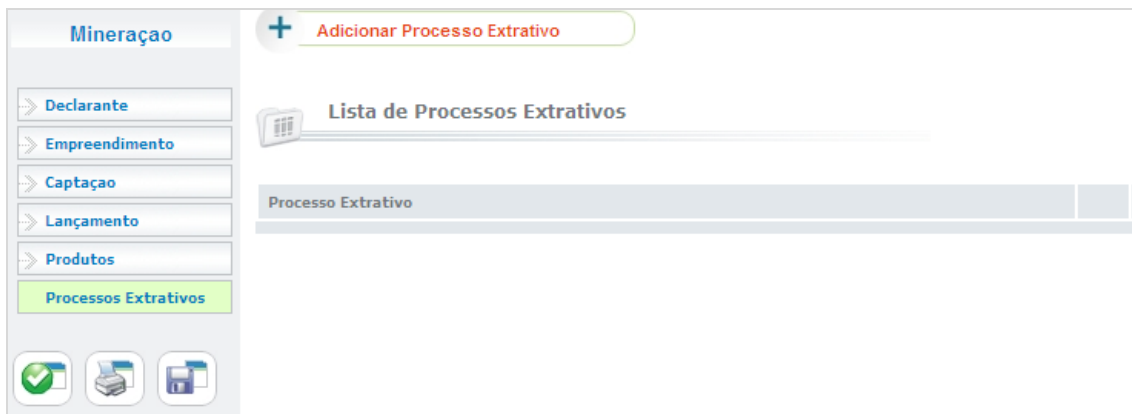 Mineraçao
Declarante
Empreendimento
Captaçao
Lançamento
Produtos
Processos Extrativos
Adicionar Processo Extrativo
Lista de Processos Extrativos
Processo Extrativo